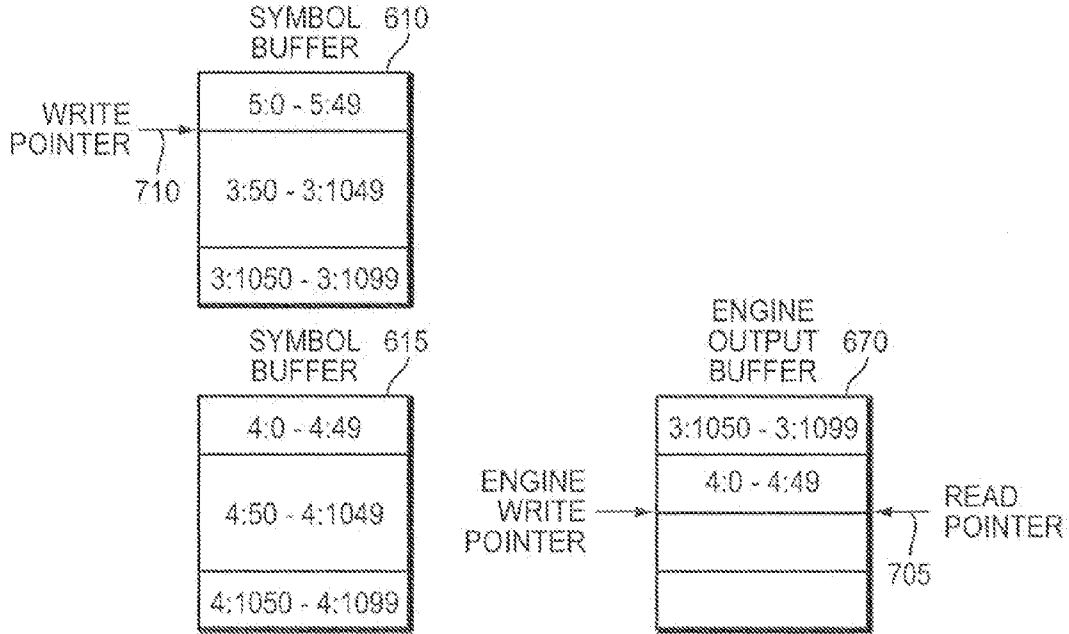 SYMBOL 610
BUFFER
5:0 - 5:49
WRITE
POINTER
710
3:50 - 3:1049
3:1050 - 3:1099
SYMBOL 615
BUFFER
4:0 - 4:49
4:50 - 4:1049
4:1050 - 4:1099
ENGINE
OUTPUT 670
BUFFER
3:1050 - 3:1099
4:0 - 4:49
ENGINE
WRITE
POINTER
READ
POINTER
705